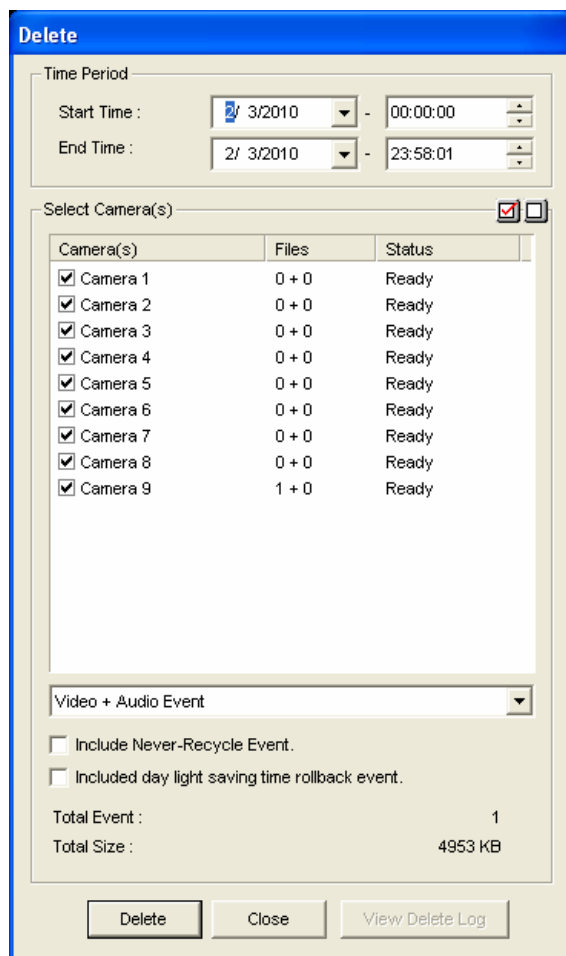 Delete
Time Period
Start Time : 2/ 3/2010 - 00:00:00
End Time : 2/ 3/2010 - 23:58:01
Select Camera(s)
Camera(s) Files Status
Camera 1 0 + 0 Ready
Camera 2 0 + 0 Ready
Camera 3 0 + 0 Ready
Camera 4 0 + 0 Ready
Camera 5 0 + 0 Ready
Camera 6 0 + 0 Ready
Camera 7 0 + 0 Ready
Camera 8 0 + 0 Ready
Camera 9 1 + 0 Ready
Video + Audio Event
Include Never-Recycle Event.
Included day light saving time rollback event.
Total Event : 1
Total Size : 4953 KB
Delete Close View Delete Log